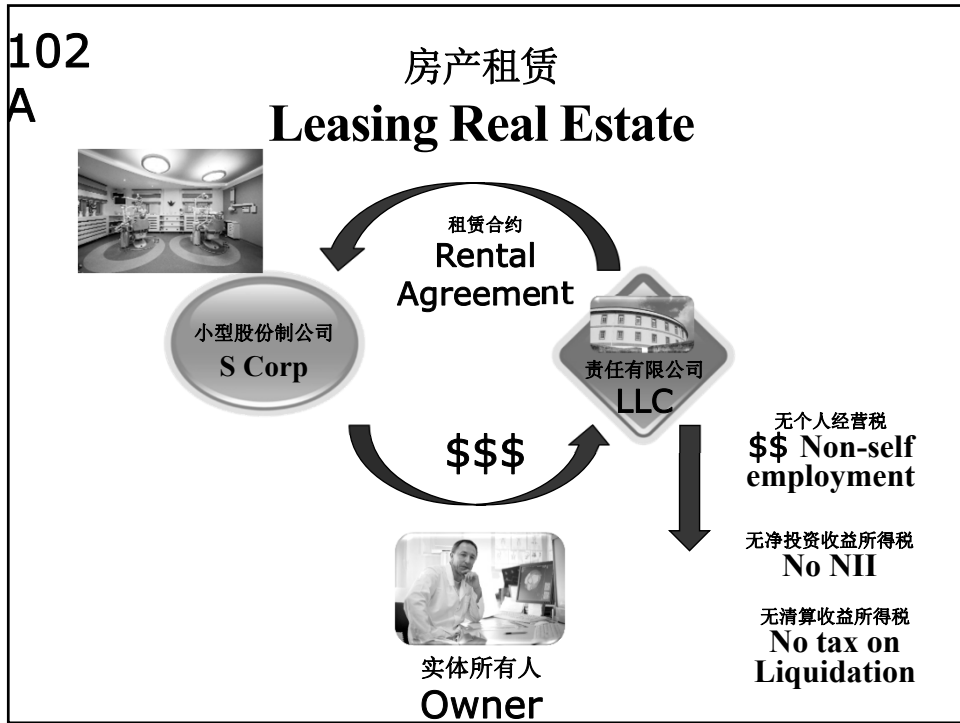 102
A
房产租赁
Leasing Real Estate
租赁合约
Rental
Agreement
小型股份制公司
S Corp
责任有限公司
LLC
$$$
无个人经营税
$$ Non-self
employment
无净投资收益所得税
No NII
无清算收益所得税
No tax on
Liquidation
实体所有人
Owner